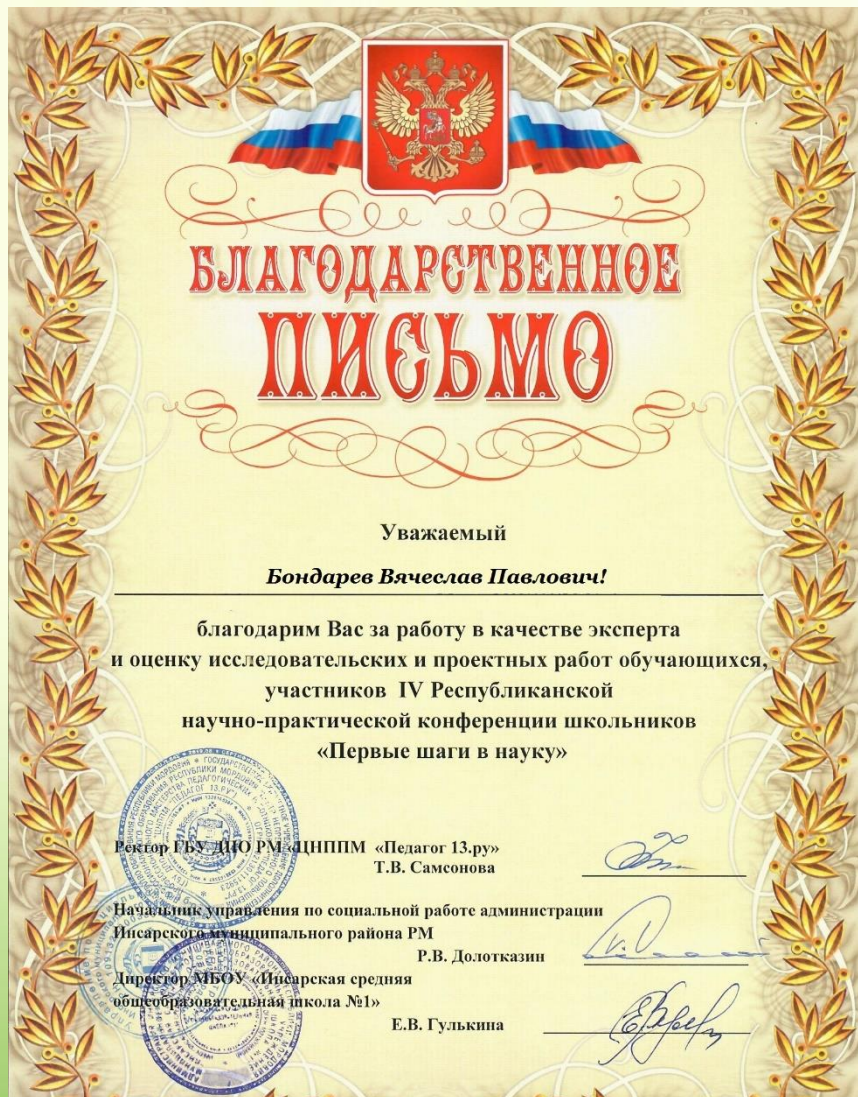 БЛАГОДАРСТВЕННОЕ
ПИСЬМО
Уважаемый
Бондарев Вячеслав Павлович!
благодарим Вас за работу в качестве эксперта
и оценку исследовательских и проектных работ обучающихся,
участников IV Республиканской
научно-практической конференции школьников
«Первые шаги в науку»
Ректор ГБУ ДПО РМ «ЦНППМ «Педагог 13.ру»
Т.В. Самсонова
Начальник управления по социальной работе администрации
Инсарского муниципального района РМ
Р.В. Долотказин
Директор МБОУ «Инсарская средняя
общеобразовательная школа №1»
Е.В. Гулькина